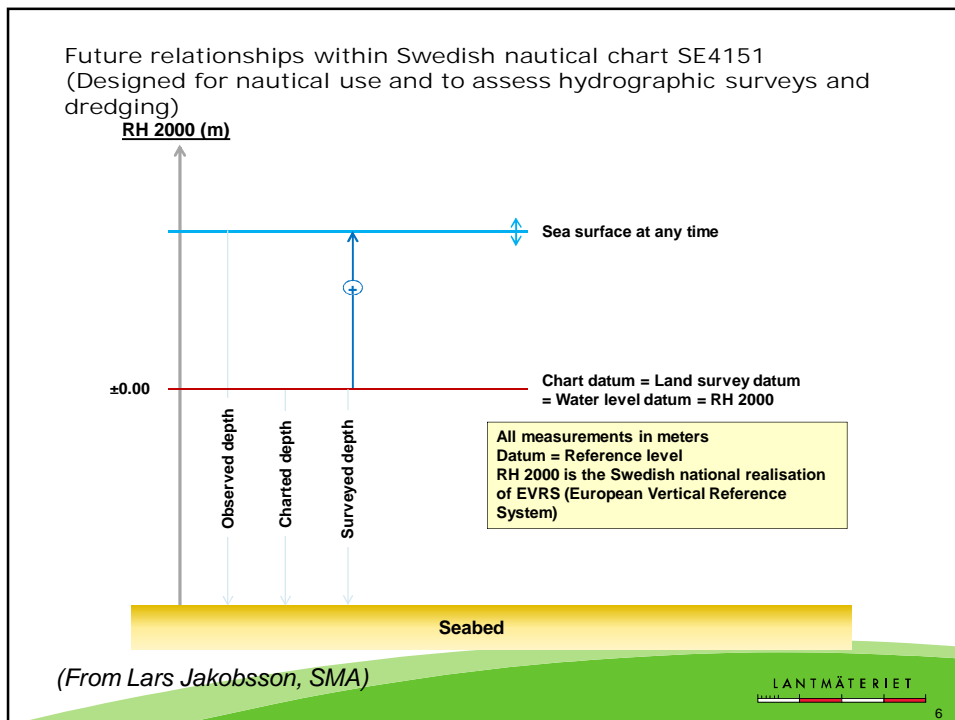 Future relationships within Swedish nautical chart SE4151
(Designed for nautical use and to assess hydrographic surveys and
dredging)
RH 2000 (m)
Sea surface at any time
+
±0.00
Chart datum = Land survey datum
= Water level datum = RH 2000
Observed depth
Charted depth
Surveyed depth
All measurements in meters
Datum = Reference level
RH 2000 is the Swedish national realisation
of EVRS (European Vertical Reference
System)
Seabed
(From Lars Jakobsson, SMA)
LANTMÄTERIET
6